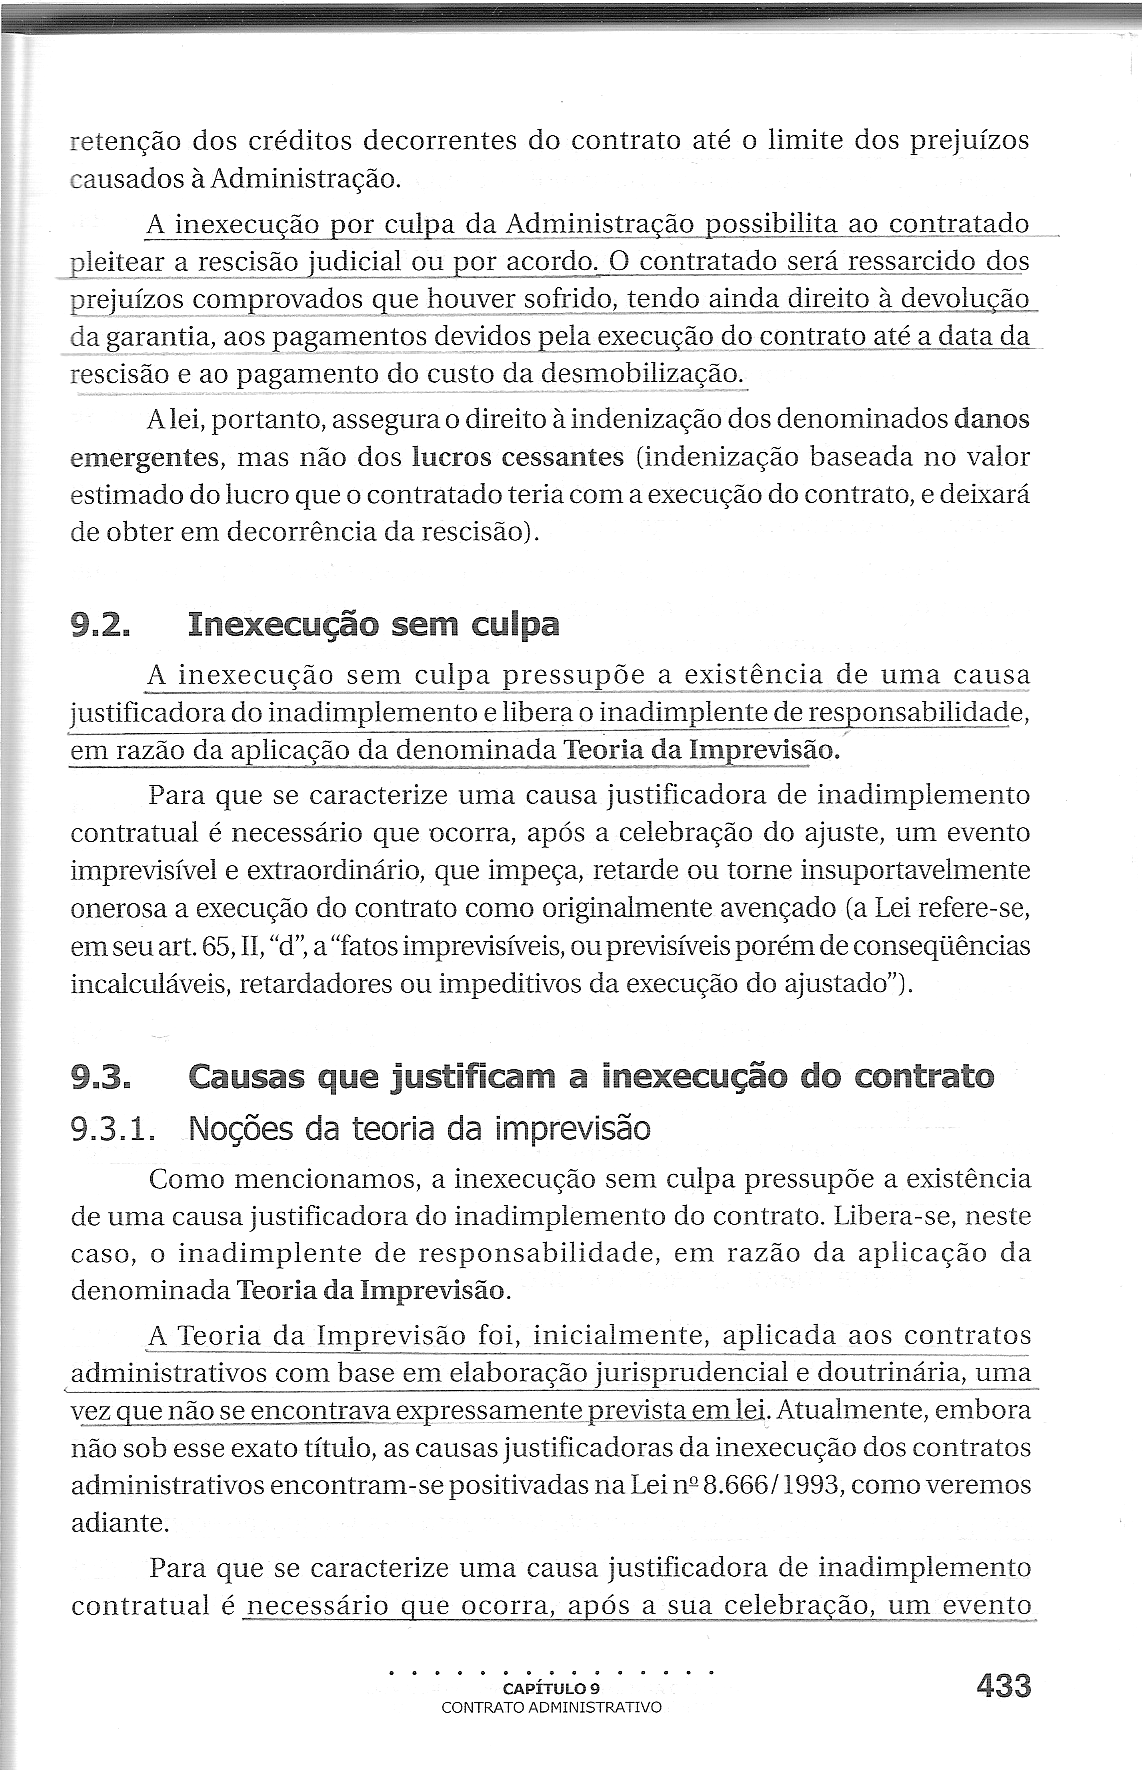 retenção dos créditos decorrentes do contrato até o limite dos prejuízos
causados à Administração.
A inexecução por culpa da Administração possibilita ao contratado
pleitear a rescisão judicial ou por acordo. O contratado será ressarcido dos
prejuízos comprovados que houver sofrido, tendo ainda direito à devolução
da garantia, aos pagamentos devidos pela execução do contrato até a data da
rescisão e ao pagamento do custo da desmobilização.
A lei, portanto, assegura o direito à indenização dos denominados danos
emergentes, mas não dos lucros cessantes (indenização baseada no valor
estimado do lucro que o contratado teria com a execução do contrato, e deixará
de obter em decorrência da rescisão).
9.2. Inexecução sem culpa
A inexecução sem culpa pressupõe a existência de uma causa
justificadora do inadimplemento e libera o inadimplente de responsabilidade,
em razão da aplicação da denominada Teoria da Imprevisão.
Para que se caracterize uma causa justificadora de inadimplemento
contratual é necessário que ocorra, após a celebração do ajuste, um evento
imprevisível e extraordinário, que impeça, retarde ou torne insuportavelmente
onerosa a execução do contrato como originalmente avençado (a Lei refere-se,
em seu art. 65, II, “d”, a “fatos imprevisíveis, ou previsíveis porém de conseqüências
incalculáveis, retardadores ou impeditivos da execução do ajustado”).
9.3. Causas que justificam a inexecução do contrato
9.3.1. Noções da teoria da imprevisão
Como mencionamos, a inexecução sem culpa pressupõe a existência
de uma causa justificadora do inadimplemento do contrato. Libera-se, neste
caso, o inadimplente de responsabilidade, em razão da aplicação da
denominada Teoria da Imprevisão.
A Teoria da Imprevisão foi, inicialmente, aplicada aos contratos
administrativos com base em elaboração jurisprudencial e doutrinária, uma
vez que não se encontrava expressamente prevista em lei. Atualmente, embora
não sob esse exato título, as causas justificadoras da inexecução dos contratos
administrativos encontram-se positivadas na Lei nº 8.666/1993, como veremos
adiante.
Para que se caracterize uma causa justificadora de inadimplemento
contratual é necessário que ocorra, após a sua celebração, um evento
CAPÍTULO 9
CONTRATO ADMINISTRATIVO
433